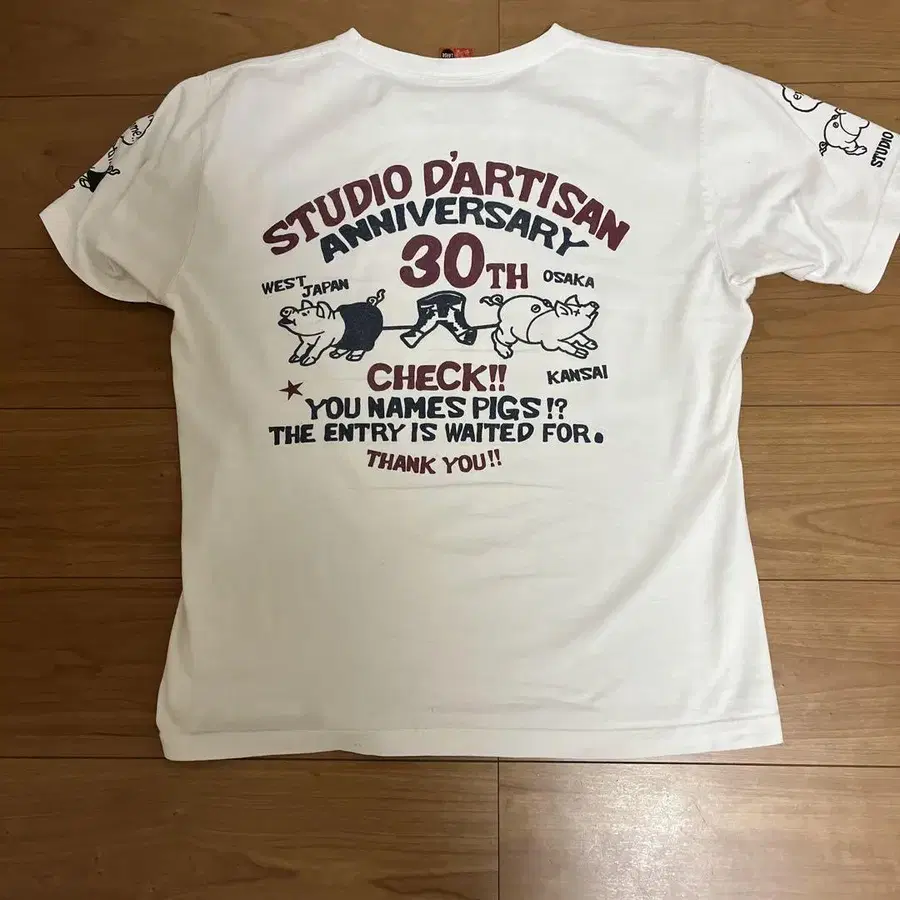 STUDIO D'ARTISAN
ANNIVERSARY
30TH
WEST JAPAN
OSAKA
KANSAI
CHECK!!
YOU NAMES PIGS!?
THE ENTRY IS WAITED FOR.
THANK YOU!!
STUDIO